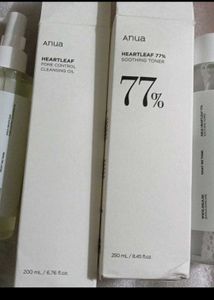 anua
HEARTLEAF
PORE CONTROL
CLEANSING OIL
200 mL / 6.76 fl.oz.
anua
HEARTLEAF 77%
SOOTHING TONER
77%
250 mL / 8.45 fl.oz.